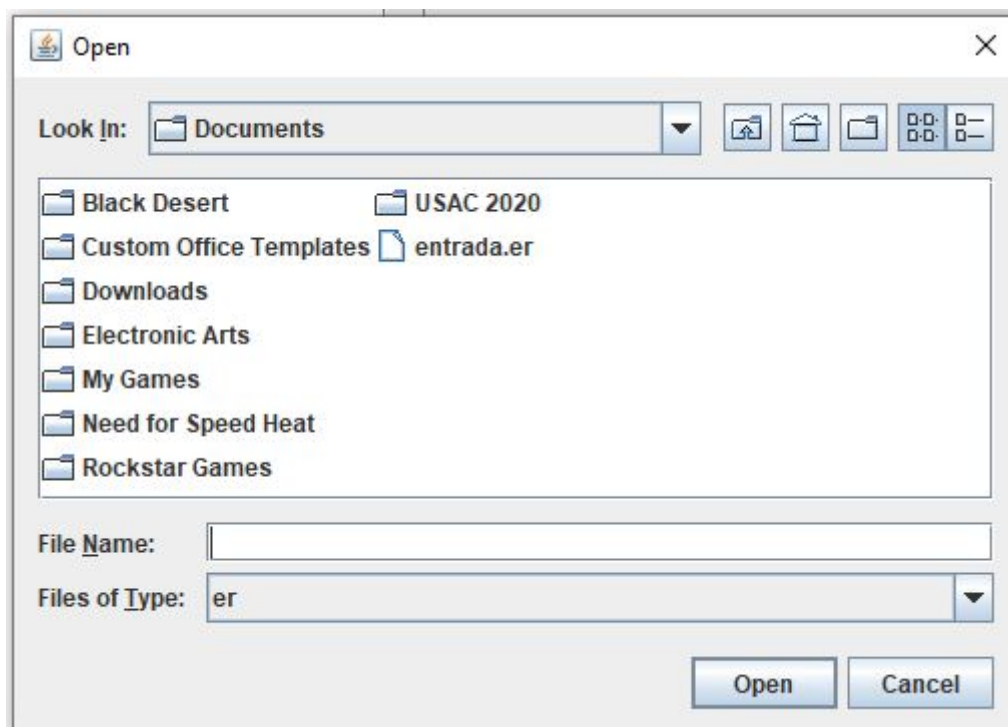 Open
Look In: Documents
Black Desert USAC 2020
Custom Office Templates entrada.er
Downloads
Electronic Arts
My Games
Need for Speed Heat
Rockstar Games
File Name:
Files of Type: er
Open Cancel